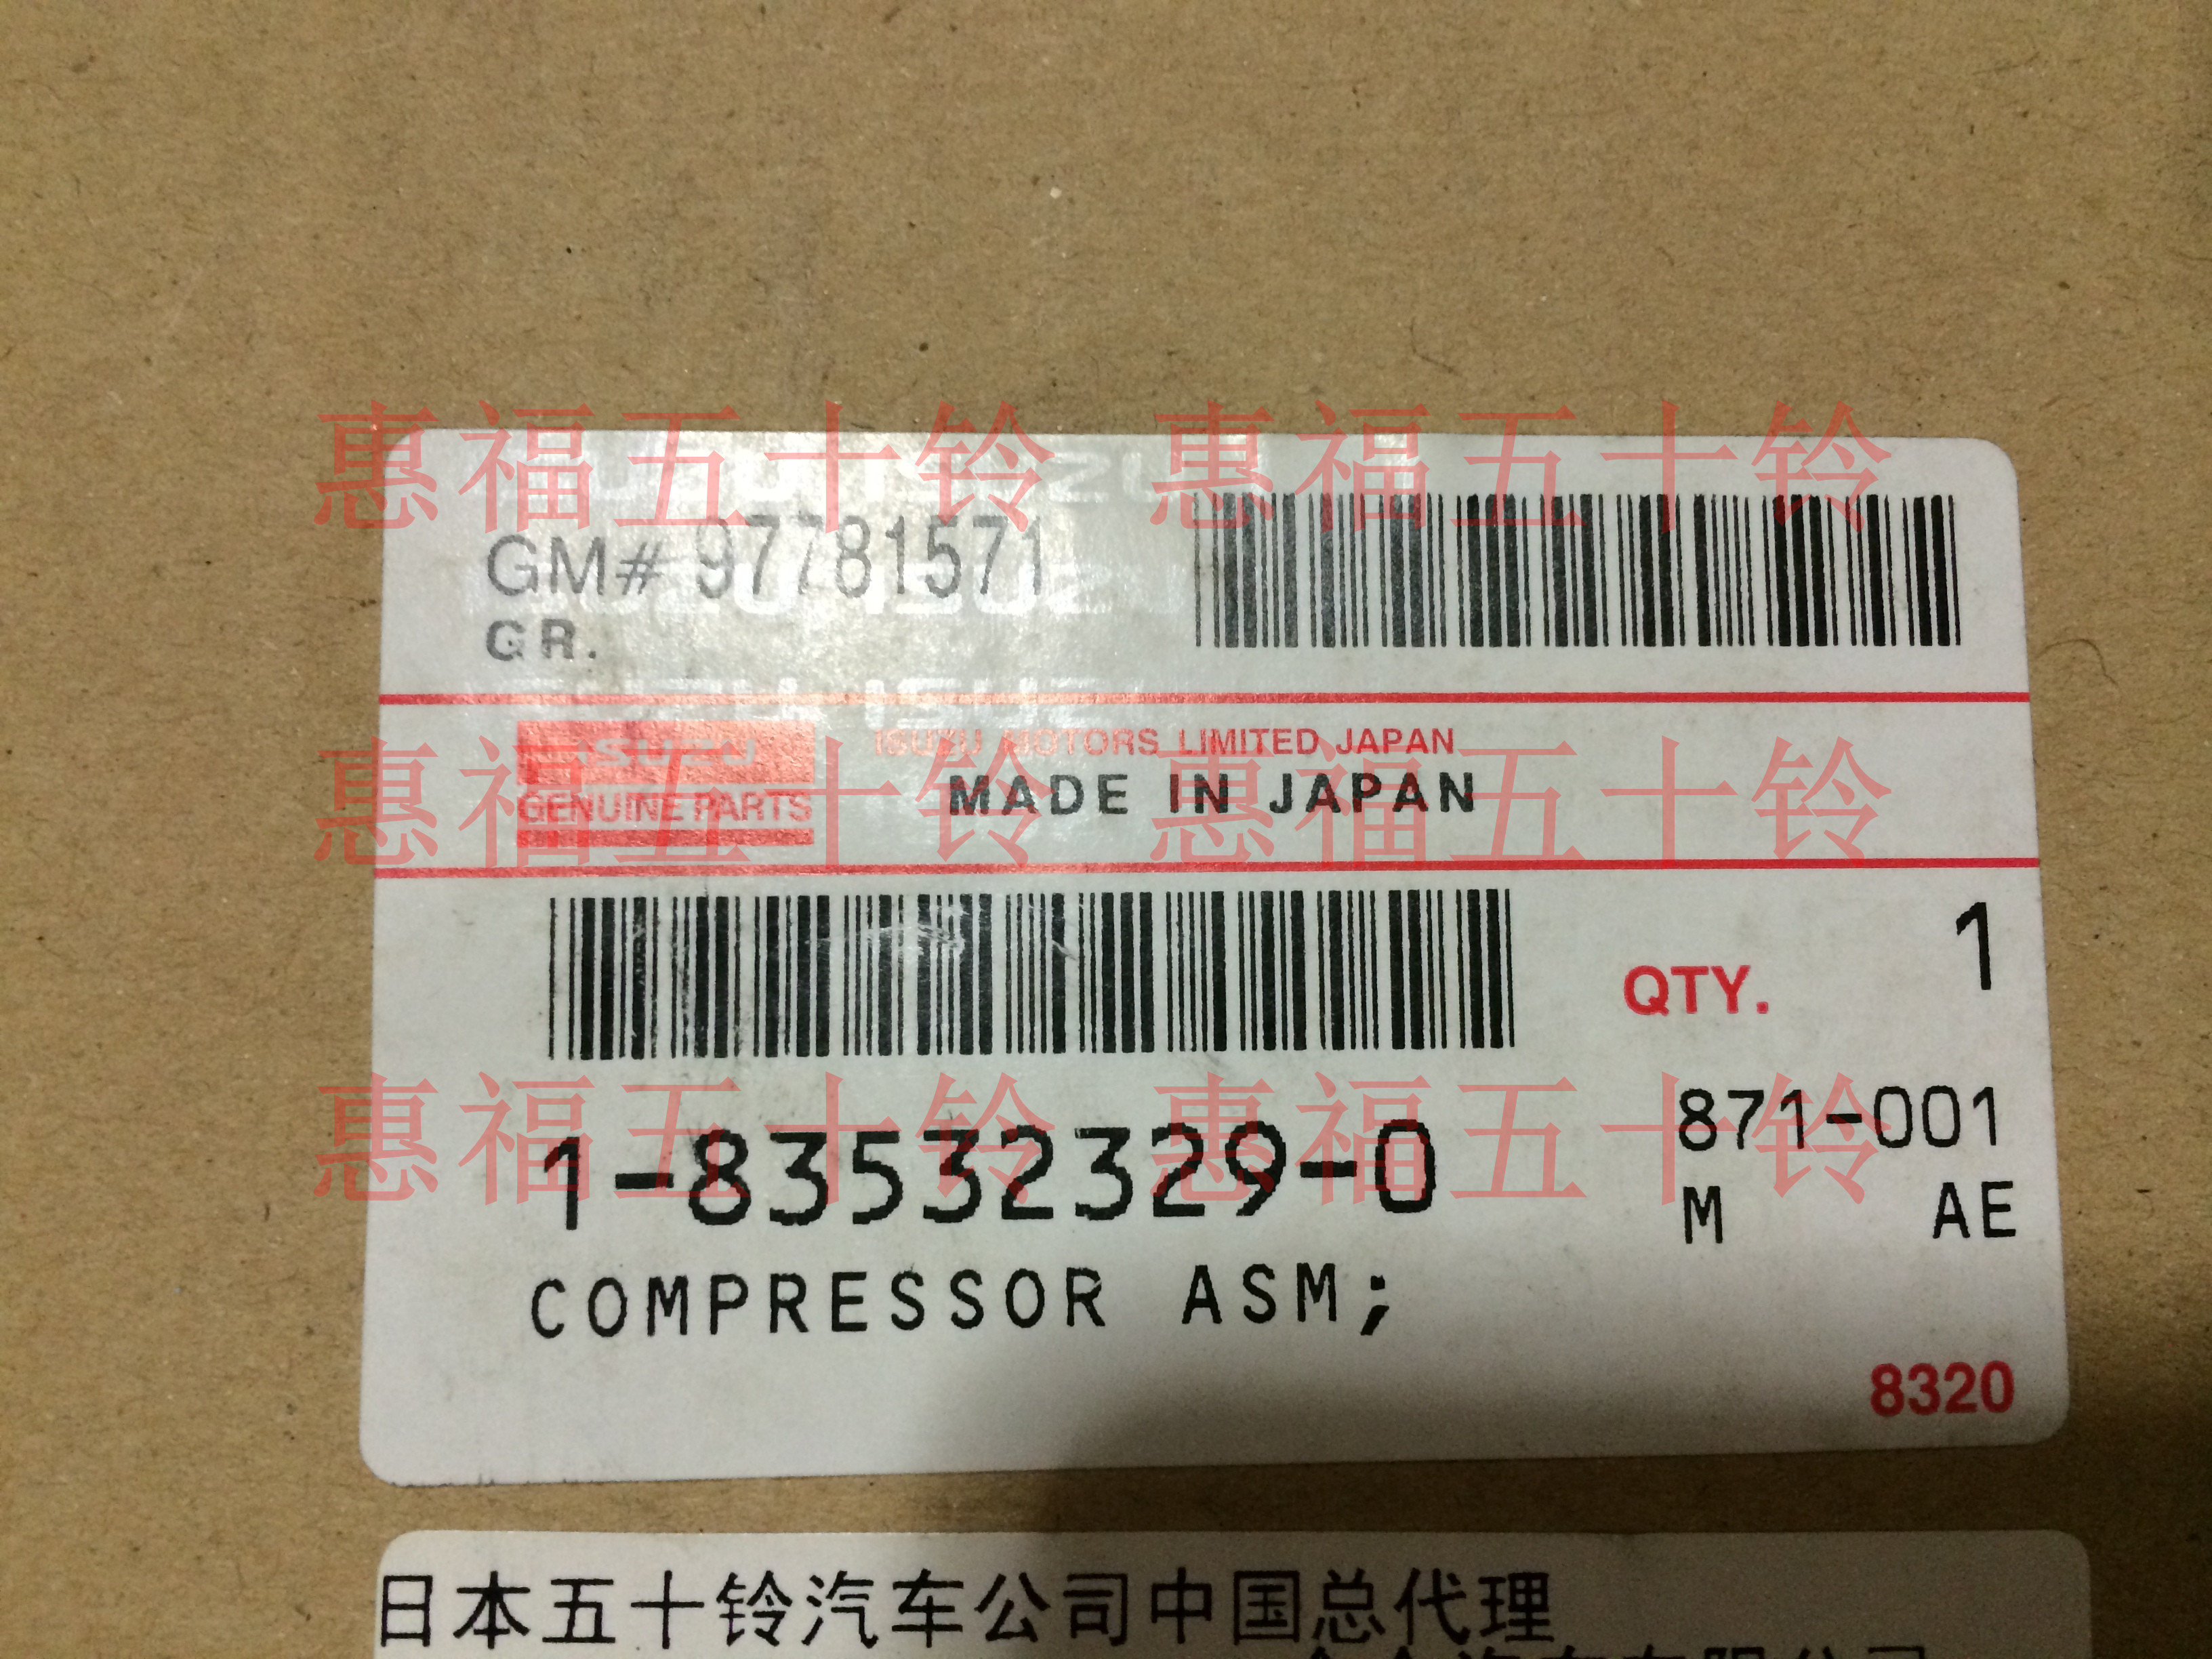 惠福五十铃 惠福五十铃
GM# 97781571
GR.
ISUZU
GENUINE PARTS
ISUZU MOTORS LIMITED JAPAN
MADE IN JAPAN
惠福五十铃 惠福五十铃
QTY. 1
惠福五十铃 惠福五十铃
1-83532329-0
871-001
M AE
COMPRESSOR ASM;
8320
日本五十铃汽车公司中国总代理